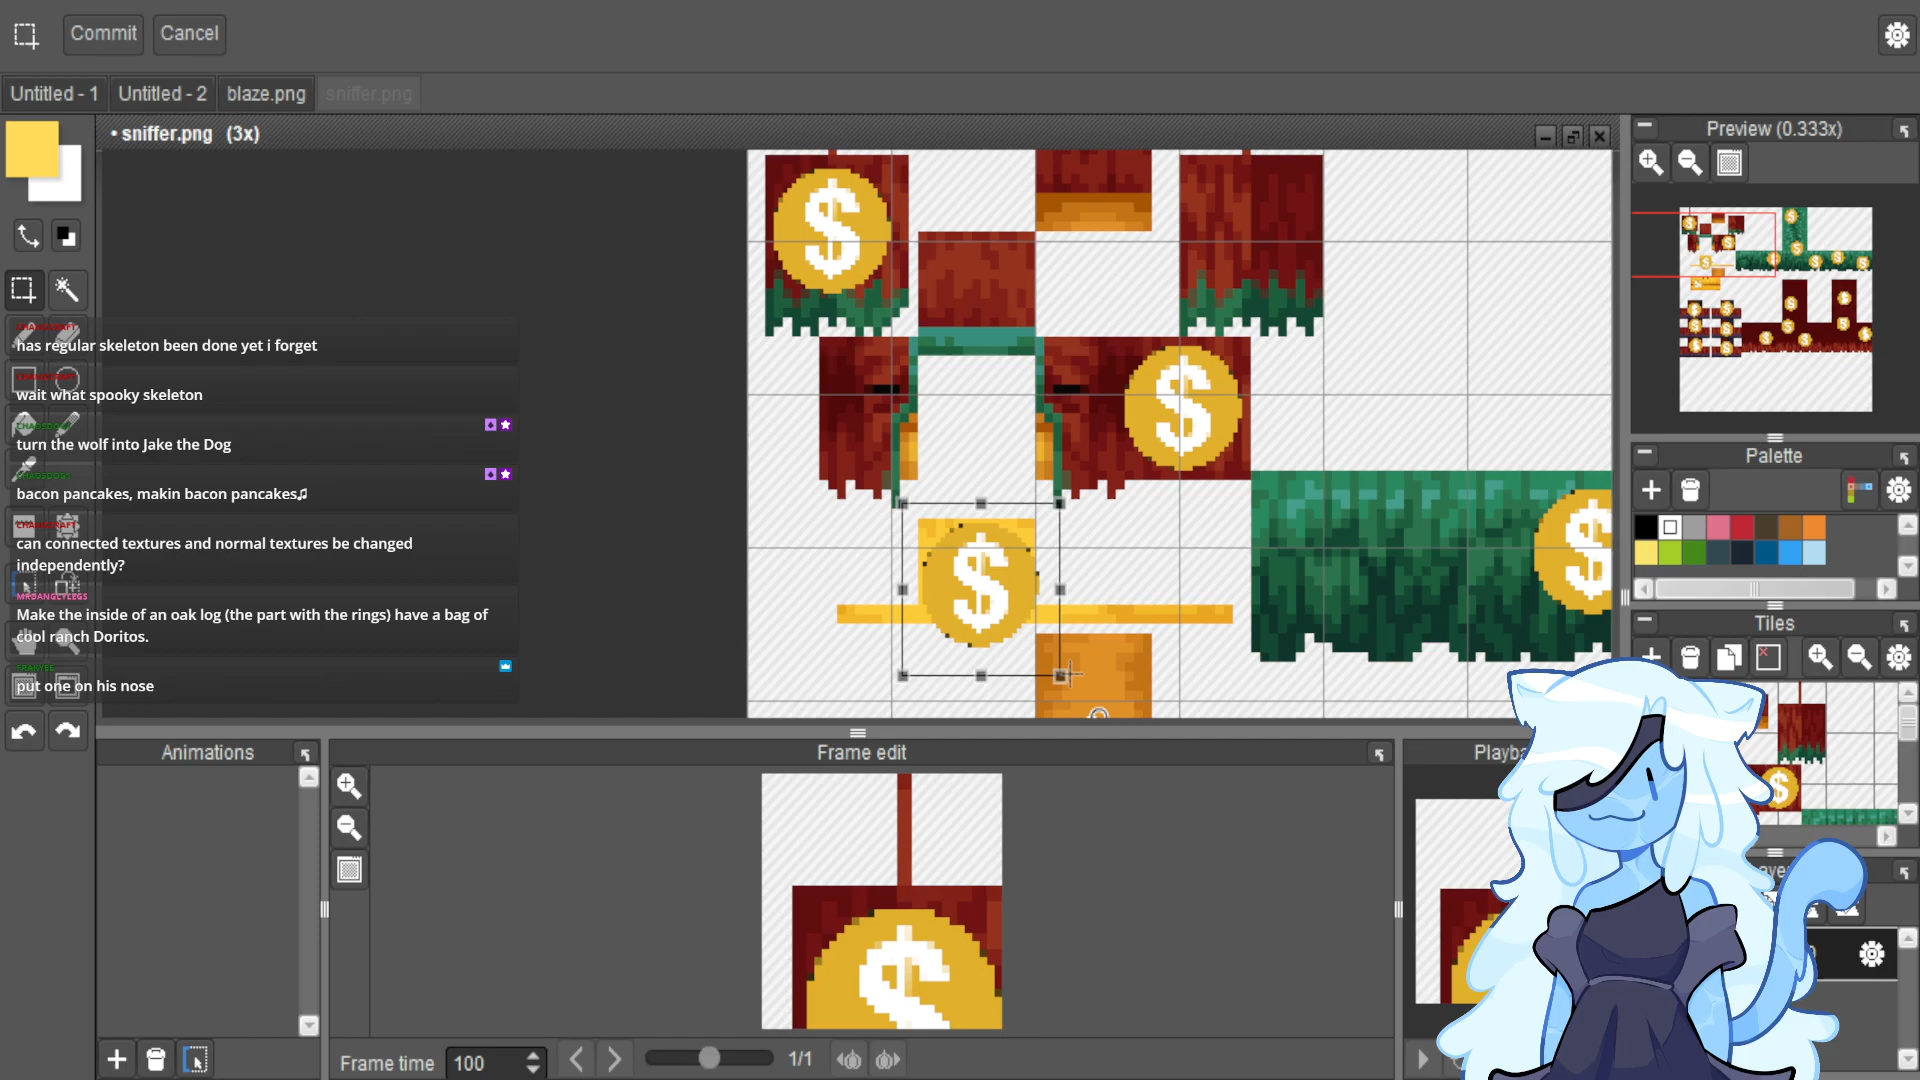 Commit
Cancel
Untitled - 1
Untitled - 2
blaze.png
sniffer.png
• sniffer.png (3x)
Preview (0.333x)
$
$
$
$
CHAINCRAFT
has regular skeleton been done yet i forget
wait what spooky skeleton
turn the wolf into Jake the Dog
bacon pancakes, makin bacon pancakes♫
can connected textures and normal textures be changed
independently?
MRDANGLYLEGS
Make the inside of an oak log (the part with the rings) have a bag of
cool ranch Doritos.
put one on his nose
Palette
Tiles
Animations
Frame edit
$
$
Frame time
100
1/1